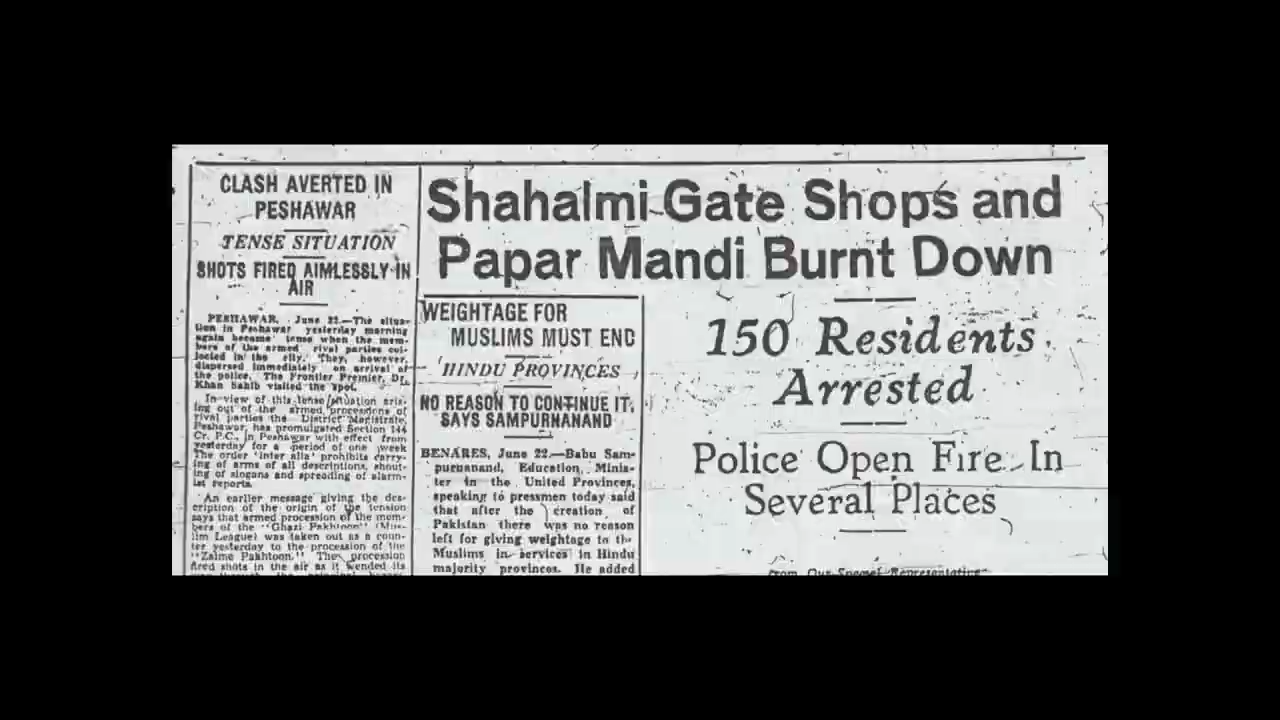 CLASH AVERTED IN
PESHAWAR
TENSE SITUATION
SHOTS FIRED AIMLESSLY IN
AIR
PESHAWAR, June 22.—The situa-
tion in Peshawar yesterday morning
again became tense when the mem-
bers of the armed rival parties col-
lected in the city. They, however,
dispersed immediately on arrival of
the police. The Frontier Premier, Dr.
Khan Sahib visited the spot.
In view of this tense situation aris-
ing out of the armed processions of
rival parties the District Magistrate,
Peshawar, has promulgated Section 144
Cr. P.C., in Peshawar with effect from
yesterday for a period of one week
The order 'inter alia' prohibits carry-
ing of arms of all descriptions, shout-
ing of slogans and spreading of alarm-
ist reports.
An earlier message giving the des-
cription of the origin of the tension
says that armed procession of the mem-
bers of the "Ghazi Pakhtoon" (Mus-
lim League) was taken out as a coun-
ter yesterday to the procession of the
"Zalme Pakhtoon." The procession
fired shots in the air as it wended its
Shahalmi Gate Shops and
Papar Mandi Burnt Down
WEIGHTAGE FOR
MUSLIMS MUST END
HINDU PROVINCES
NO REASON TO CONTINUE IT,
SAYS SAMPURNANAND
BENARES, June 22.—Babu Sam-
purnanand, Education Minis-
ter in the United Provinces,
speaking to pressmen today said
that after the creation of
Pakistan there was no reason
left for giving weightage to the
Muslims in services in Hindu
majority provinces. He added
150 Residents
Arrested
Police Open Fire In
Several Places
From Our Special Representative